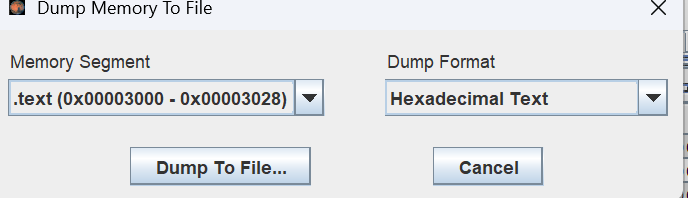 Dump Memory To File
Memory Segment
Dump Format
.text (0x00003000 - 0x00003028)
Hexadecimal Text
Dump To File...
Cancel